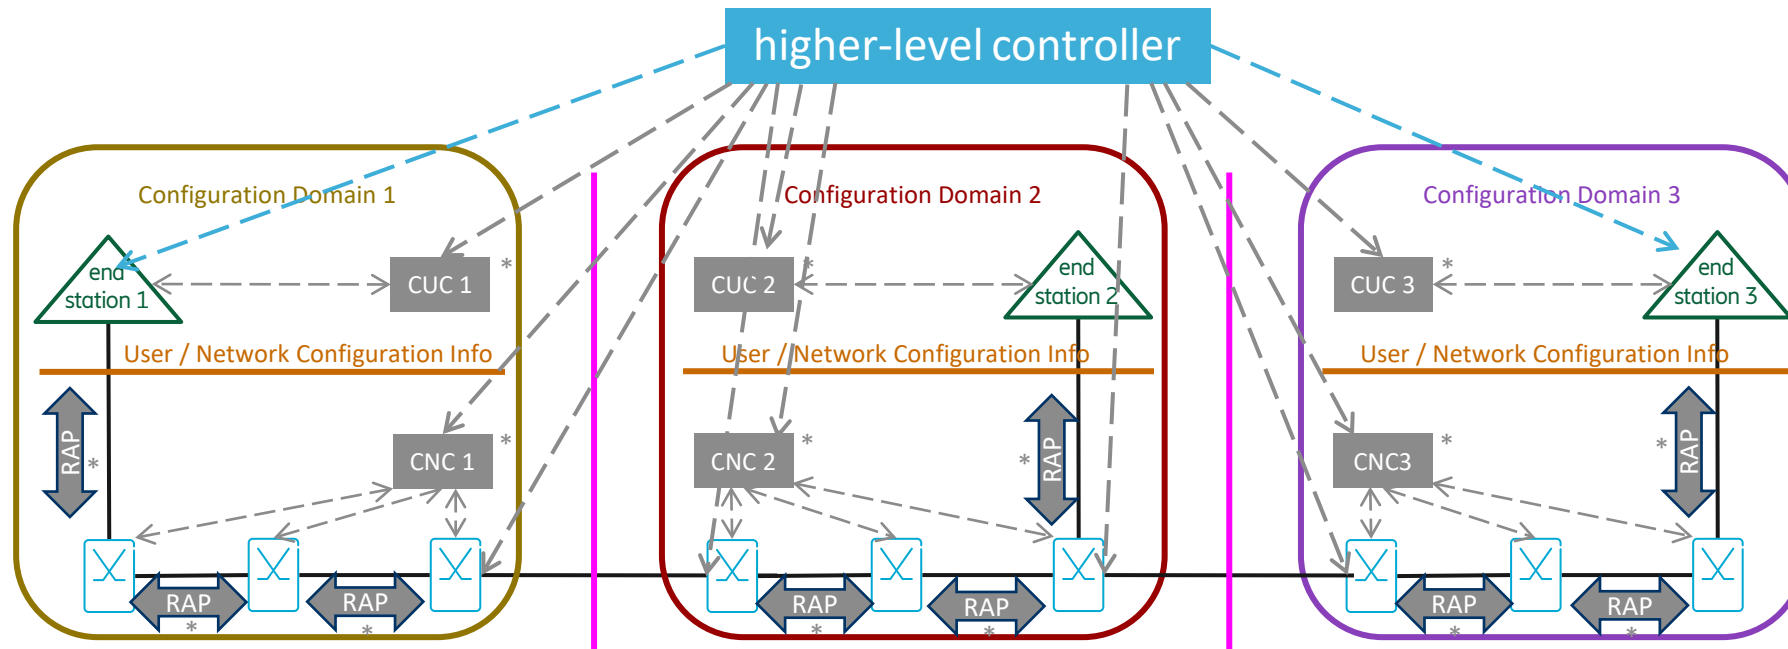 higher-level controller
Configuration Domain 1
Configuration Domain 2
Configuration Domain 3
end
station 1
CUC 1
*
CUC 2
*
end
station 2
CUC 3
*
end
station 3
User / Network Configuration Info
User / Network Configuration Info
User / Network Configuration Info
RAP
*
CNC 1
*
CNC 2
*
RAP
*
CNC3
*
RAP
*
RAP
*
RAP
*
RAP
*
RAP
*
RAP
*
RAP
*